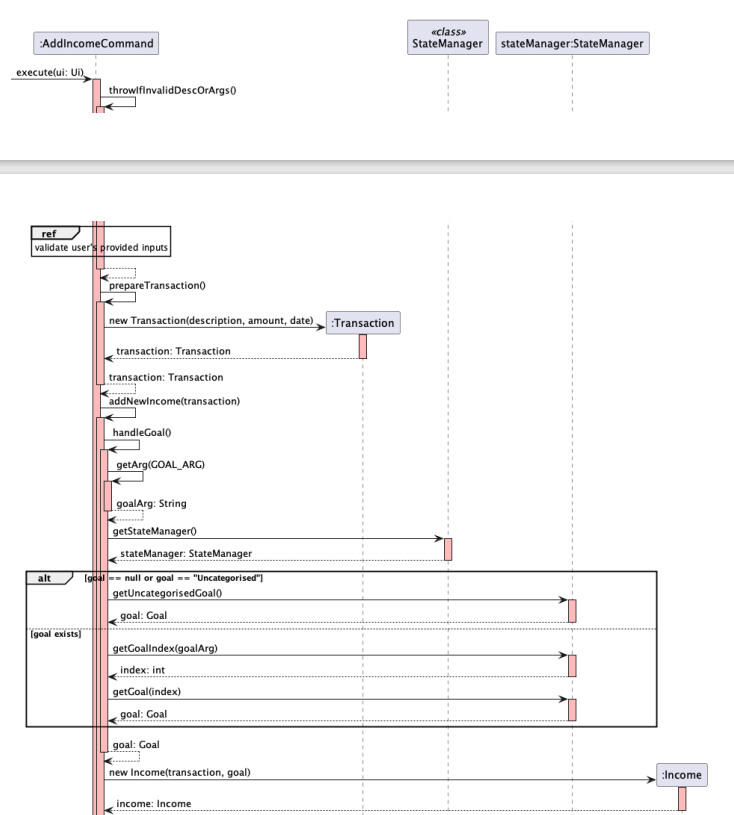 «class»
:AddIncomeCommand
StateManager
stateManager:StateManager
execute(ui: Ui)
throwIfInvalidDescOrArgs()
ref
validate user's provided inputs
prepareTransaction()
new Transaction(description, amount, date)
:Transaction
transaction: Transaction
transaction: Transaction
addNewIncome(transaction)
handleGoal()
getArg(GOAL_ARG)
goalArg: String
getStateManager()
stateManager: StateManager
alt
[goal == null or goal == "Uncategorised"]
getUncategorisedGoal()
goal: Goal
[goal exists]
getGoalIndex(goalArg)
index: int
getGoal(index)
goal: Goal
goal: Goal
new Income(transaction, goal)
:Income
income: Income